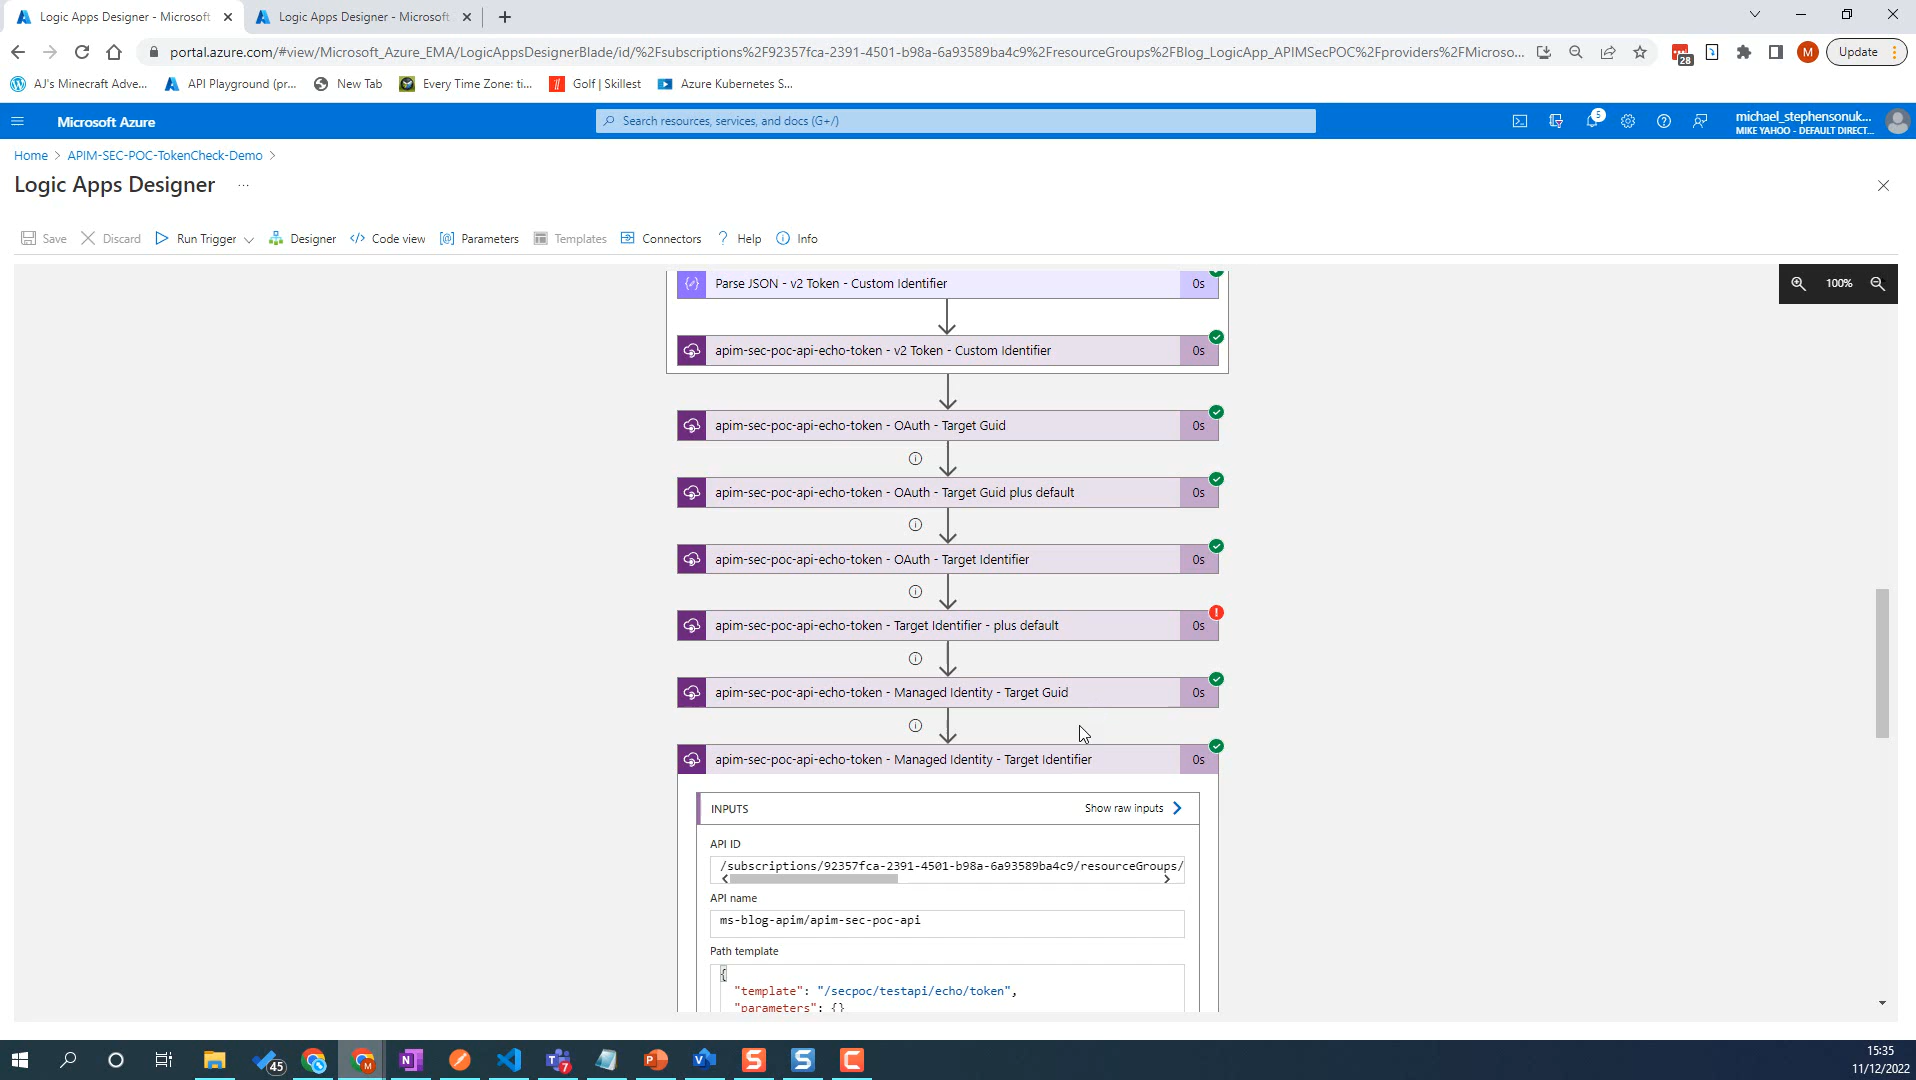 Logic Apps Designer - Microsoft
Logic Apps Designer - Microsoft
portal.azure.com/#view/Microsoft_Azure_EMA/LogicAppsDesignerBlade/id/%2Fsubscriptions%2F92357fca-2391-4501-b98a-6a93589ba4c9%2FresourceGroups%2FBlog_LogicApp_APIMSecPOC%2Fproviders%2FMicroso...
28
M
Update
AJ's Minecraft Adve...
API Playground (pr...
New Tab
Every Time Zone: ti...
Golf | Skillest
Azure Kubernetes S...
Microsoft Azure
Search resources, services, and docs (G+/)
5
michael_stephensonuk...
MIKE YAHOO - DEFAULT DIRECT...
Home > APIM-SEC-POC-TokenCheck-Demo >
Logic Apps Designer ...
Save
Discard
Run Trigger
Designer
Code view
Parameters
Templates
Connectors
Help
Info
100%
Parse JSON - v2 Token - Custom Identifier 0s
apim-sec-poc-api-echo-token - v2 Token - Custom Identifier 0s
apim-sec-poc-api-echo-token - OAuth - Target Guid 0s
apim-sec-poc-api-echo-token - OAuth - Target Guid plus default 0s
apim-sec-poc-api-echo-token - OAuth - Target Identifier 0s
apim-sec-poc-api-echo-token - Target Identifier - plus default 0s
apim-sec-poc-api-echo-token - Managed Identity - Target Guid 0s
apim-sec-poc-api-echo-token - Managed Identity - Target Identifier 0s
INPUTS
Show raw inputs
API ID
/subscriptions/92357fca-2391-4501-b98a-6a93589ba4c9/resourceGroups/
API name
ms-blog-apim/apim-sec-poc-api
Path template
{
"template": "/secpoc/testapi/echo/token",
"parameters": {}
45
M
7
15:35
11/12/2022